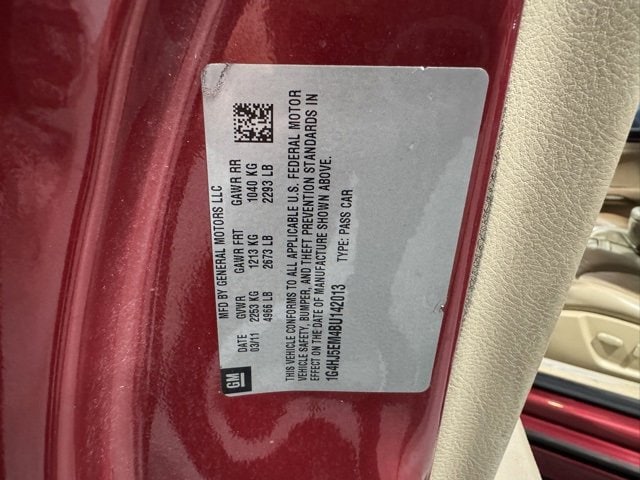 GM
MFD BY GENERAL MOTORS LLC
DATE GVWR GAWR FRT GAWR RR
03/11 2253 KG 1213 KG 1040 KG
4966 LB 2673 LB 2293 LB
THIS VEHICLE CONFORMS TO ALL APPLICABLE U.S. FEDERAL MOTOR
VEHICLE SAFETY, BUMPER, AND THEFT PREVENTION STANDARDS IN
EFFECT ON THE DATE OF MANUFACTURE SHOWN ABOVE.
1G4HJ5EM4BU142013 TYPE: PASS CAR